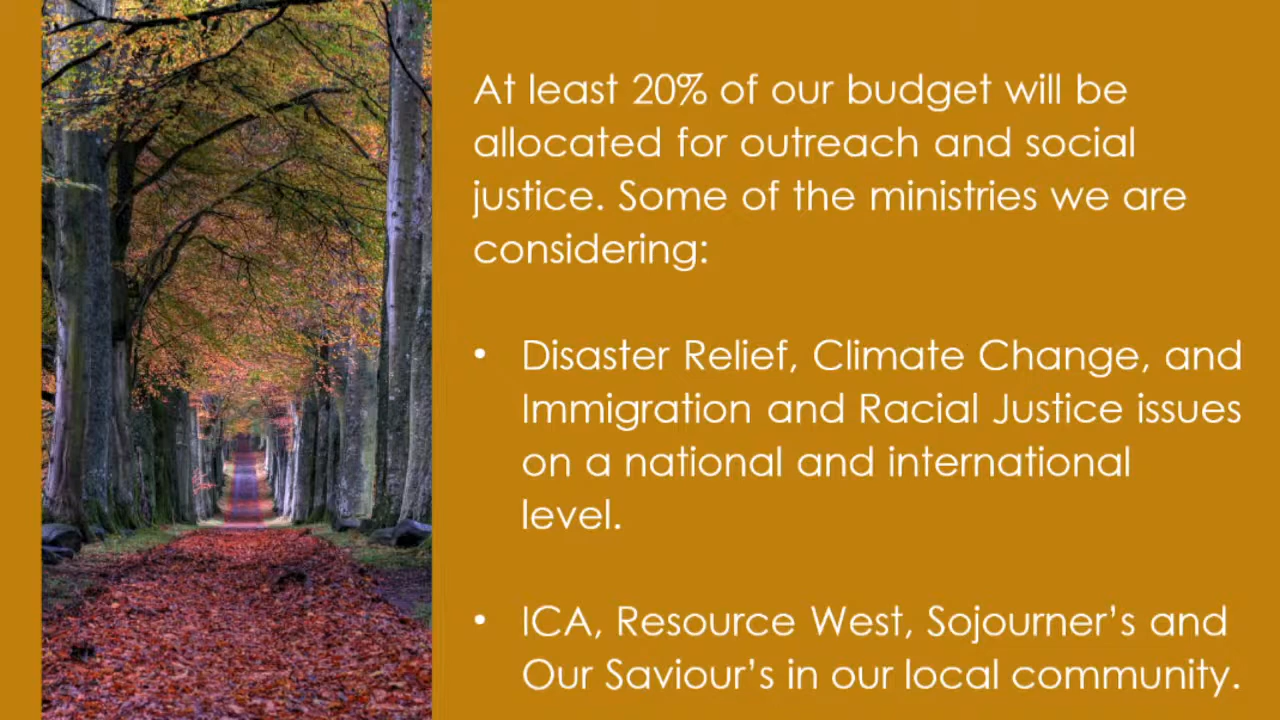 At least 20% of our budget will be
allocated for outreach and social
justice. Some of the ministries we are
considering:
• Disaster Relief, Climate Change, and
Immigration and Racial Justice issues
on a national and international
level.
• ICA, Resource West, Sojourner’s and
Our Saviour’s in our local community.